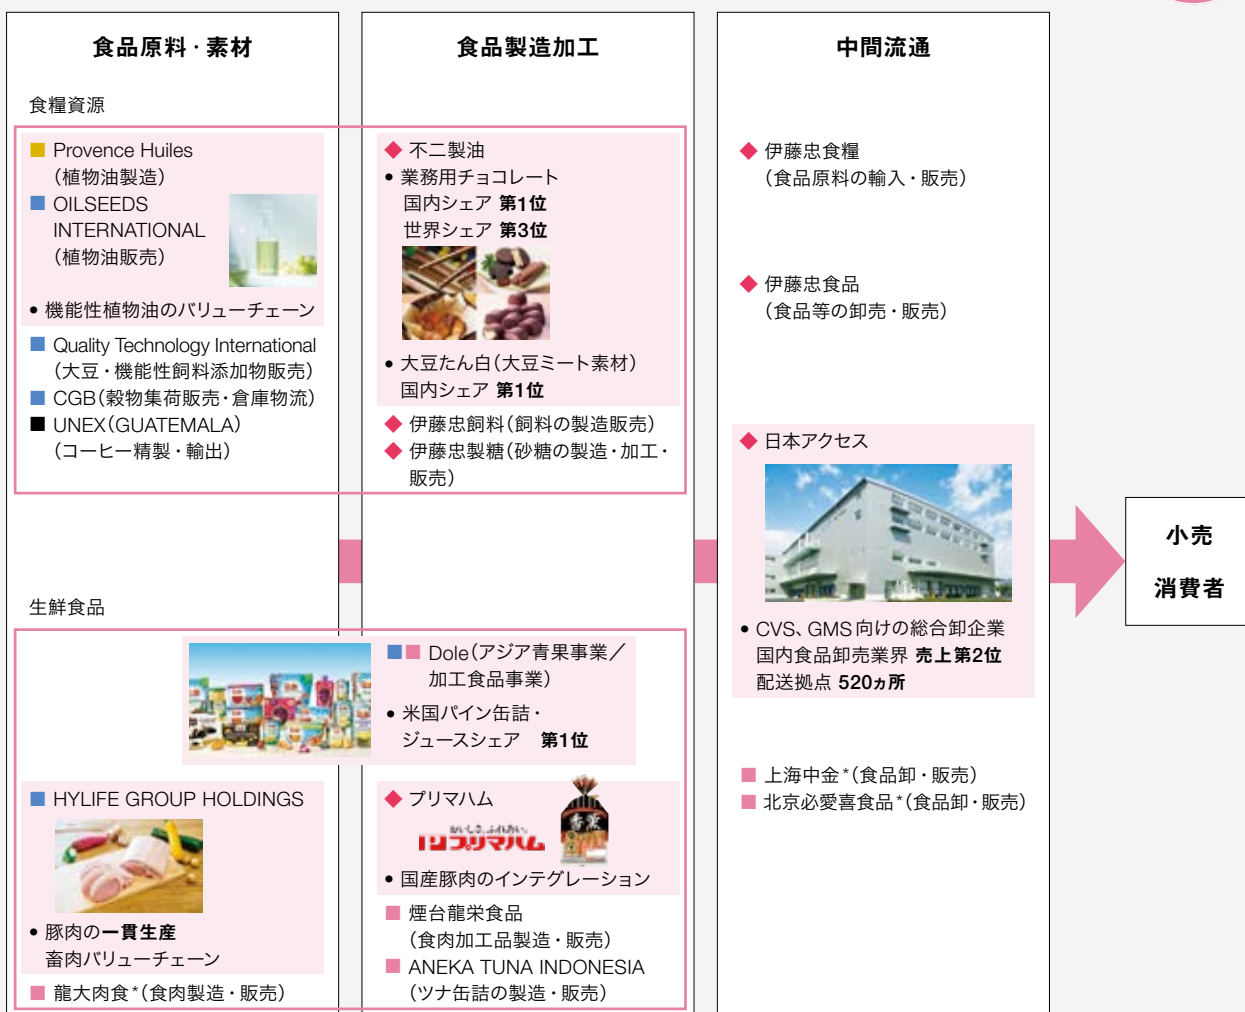 食品原料・素材
食糧資源
■ Provence Huiles
（植物油製造）
■ OILSEEDS
INTERNATIONAL
（植物油販売）
• 機能性植物油のバリューチェーン
■ Quality Technology International
（大豆・機能性飼料添加物販売）
■ CGB（穀物集荷販売・倉庫物流）
■ UNEX（GUATEMALA）
（コーヒー精製・輸出）
食品製造加工
◆ 不二製油
• 業務用チョコレート
国内シェア 第1位
世界シェア 第3位
• 大豆たん白（大豆ミート素材）
国内シェア 第1位
◆ 伊藤忠飼料（飼料の製造販売）
◆ 伊藤忠製糖（砂糖の製造・加工・
販売）
生鮮食品
■■ Dole（アジア青果事業／
加工食品事業）
• 米国パイン缶詰・
ジュースシェア 第1位
■ HYLIFE GROUP HOLDINGS
• 豚肉の一貫生産
畜肉バリューチェーン
■ 龍大肉食*（食肉製造・販売）
◆ プリマハム
おいしさ、ふれあい。
プリマハム
香薫
• 国産豚肉のインテグレーション
■ 煙台龍栄食品
（食肉加工品製造・販売）
■ ANEKA TUNA INDONESIA
（ツナ缶詰の製造・販売）
中間流通
◆ 伊藤忠食糧
（食品原料の輸入・販売）
◆ 伊藤忠食品
（食品等の卸売・販売）
◆ 日本アクセス
• CVS、GMS向けの総合卸企業
国内食品卸売業界 売上第2位
配送拠点 520ヵ所
■ 上海中金*（食品卸・販売）
■ 北京必愛喜食品*（食品卸・販売）
小売
消費者